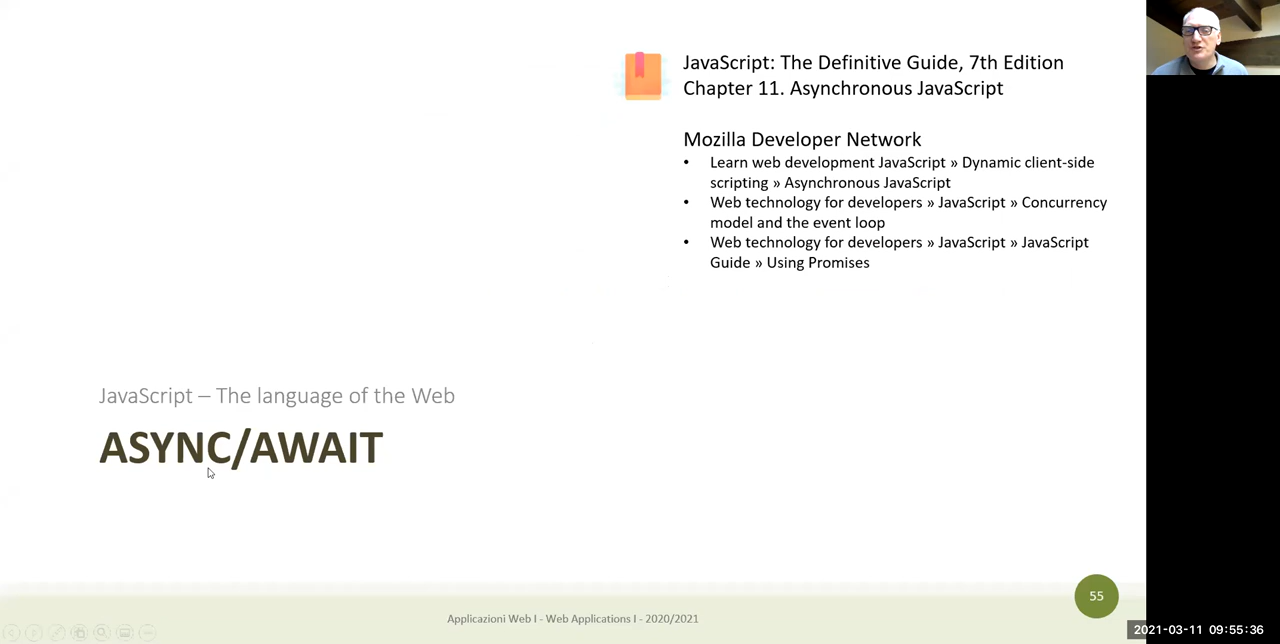 JavaScript: The Definitive Guide, 7th Edition
Chapter 11. Asynchronous JavaScript
Mozilla Developer Network
• Learn web development JavaScript » Dynamic client-side
scripting » Asynchronous JavaScript
• Web technology for developers » JavaScript » Concurrency
model and the event loop
• Web technology for developers » JavaScript » JavaScript
Guide » Using Promises
JavaScript – The language of the Web
ASYNC/AWAIT
55
Applicazioni Web I - Web Applications I - 2020/2021
2021-03-11 09:55:36